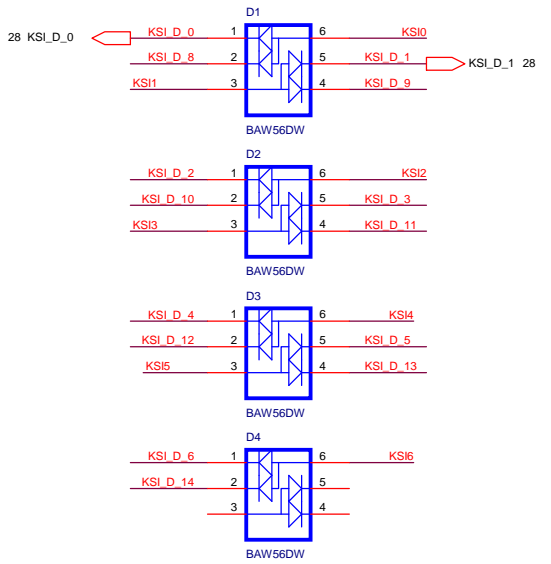 D1
28 KSI_D_0 KSI_D_0 1 6 KSI0
KSI_D_8 2 5 KSI_D_1 KSI_D_1 28
KSI1 3 4 KSI_D_9
BAW56DW
D2
KSI_D_2 1 6 KSI2
KSI_D_10 2 5 KSI_D_3
KSI3 3 4 KSI_D_11
BAW56DW
D3
KSI_D_4 1 6 KSI4
KSI_D_12 2 5 KSI_D_5
KSI5 3 4 KSI_D_13
BAW56DW
D4
KSI_D_6 1 6 KSI6
KSI_D_14 2 5
3 4
BAW56DW